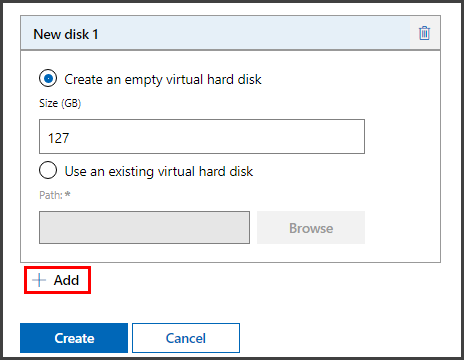 New disk 1
Create an empty virtual hard disk
Size (GB)
127
Use an existing virtual hard disk
Path: *
Browse
+ Add
Create Cancel